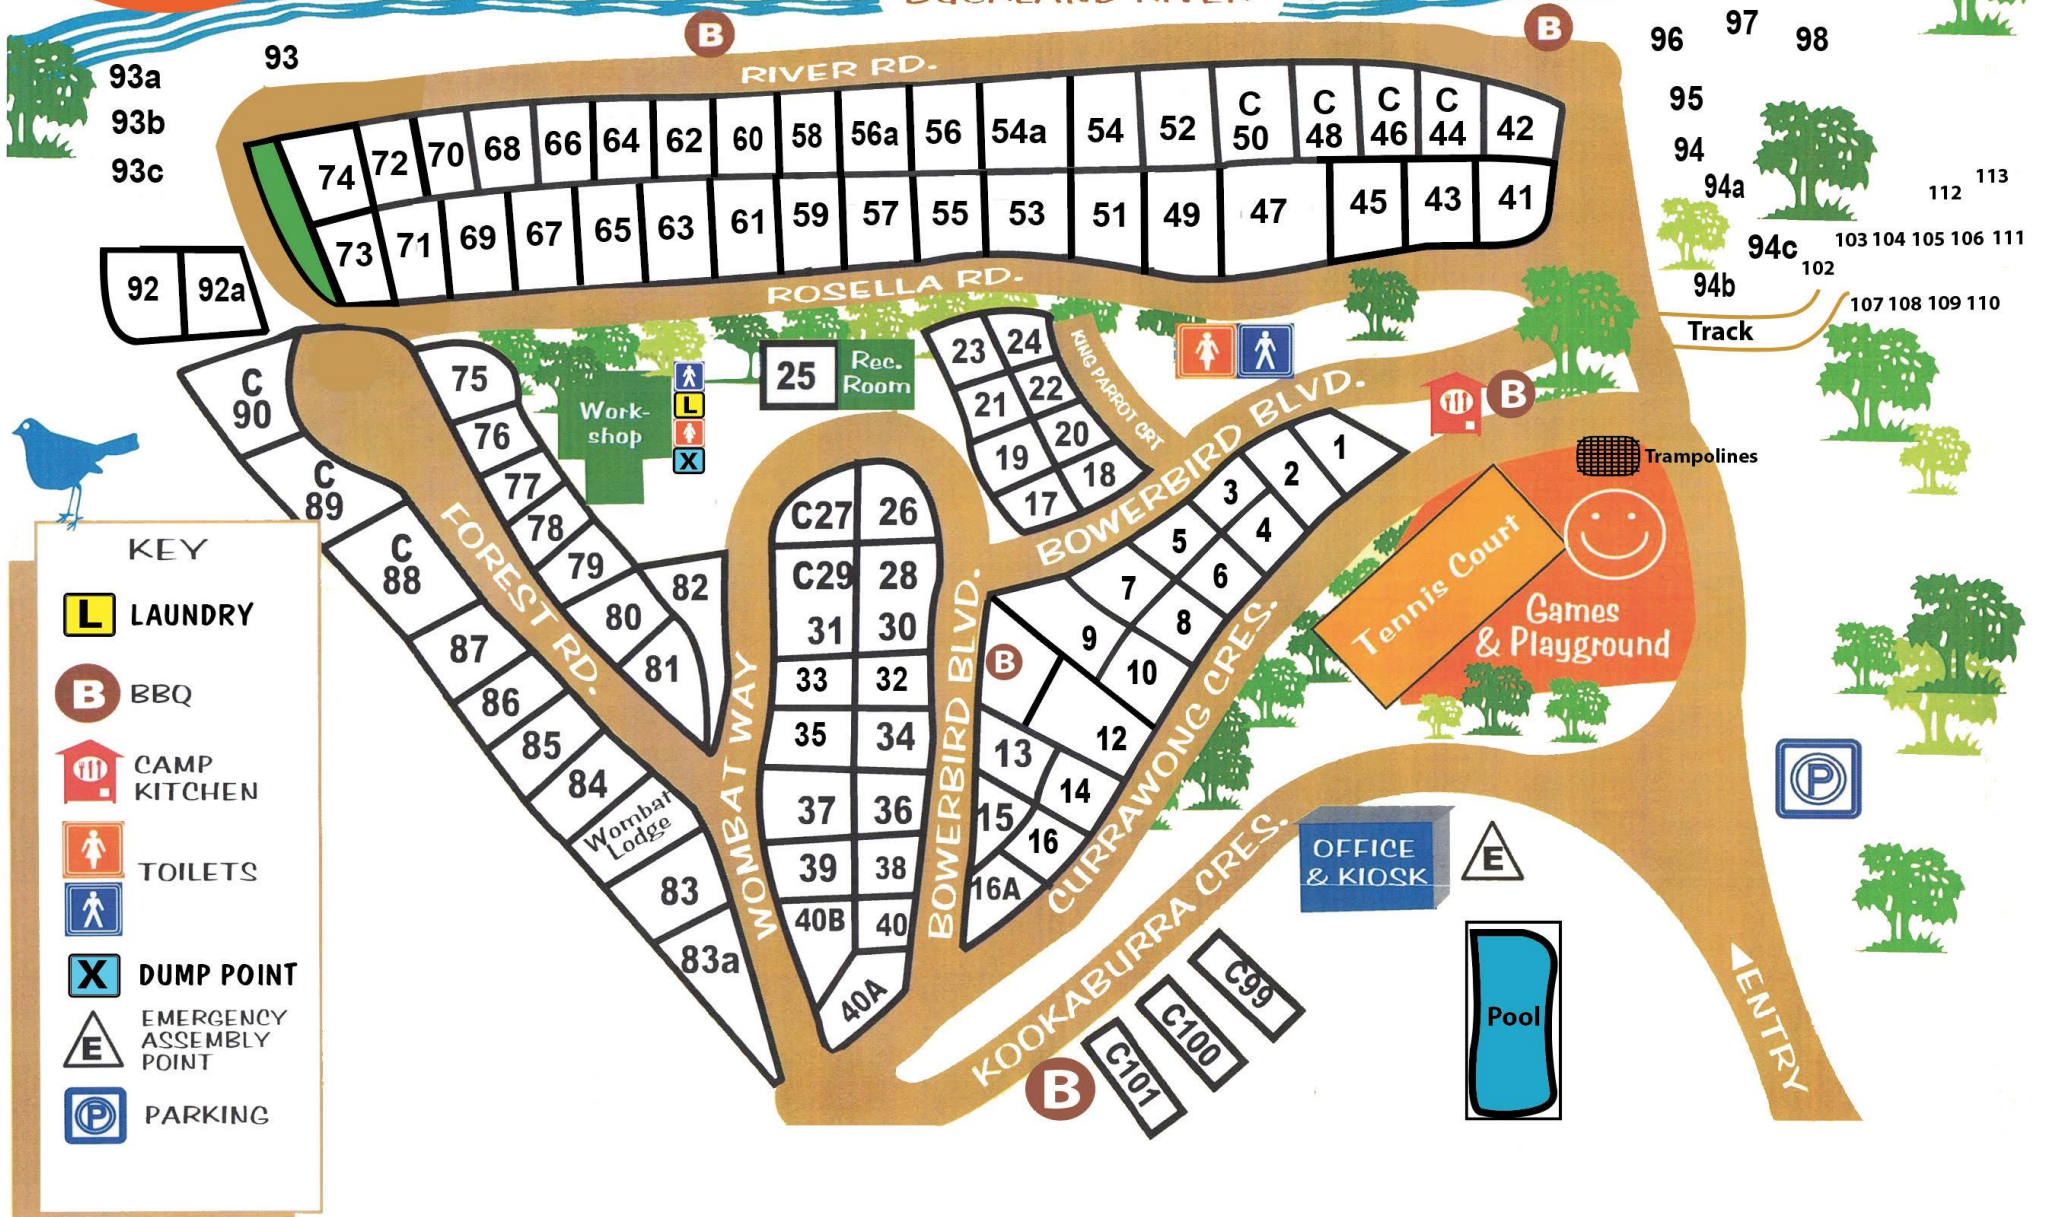 BUCKLAND RIVER
B
B
RIVER RD.
93
93a
93b
93c
96
97
98
95
94
94a
94c
94b
112
113
103 104 105 106 111
102
107 108 109 110
Track
74
72
70
68
66
64
62
60
58
56a
56
54a
54
52
C
50
C
48
C
46
C
44
42
73
71
69
67
65
63
61
59
57
55
53
51
49
47
45
43
41
ROSELLA RD.
92
92a
C
90
C
89
C
88
87
86
85
84
Wombat
Lodge
83
83a
FOREST RD.
75
76
77
78
79
80
81
82
Work-
shop
L
X
25
Rec.
Room
23
24
21
22
19
20
17
18
KING PARROT CRT
BOWERBIRD BLVD.
B
Trampolines
Tennis Court
Games
& Playground
1
2
3
4
5
6
7
8
9
10
B
12
13
14
15
16
16A
C27
26
C29
28
31
30
33
32
35
34
37
36
39
38
40B
40
40A
WOMBAT WAY
BOWERBIRD BLVD.
CURRAWONG CRES.
KOOKABURRA CRES.
OFFICE
& KIOSK
E
P
Pool
ENTRY
C99
C100
C101
B
KEY
L LAUNDRY
B BBQ
CAMP
KITCHEN
TOILETS
X DUMP POINT
EMERGENCY
E ASSEMBLY
POINT
P PARKING